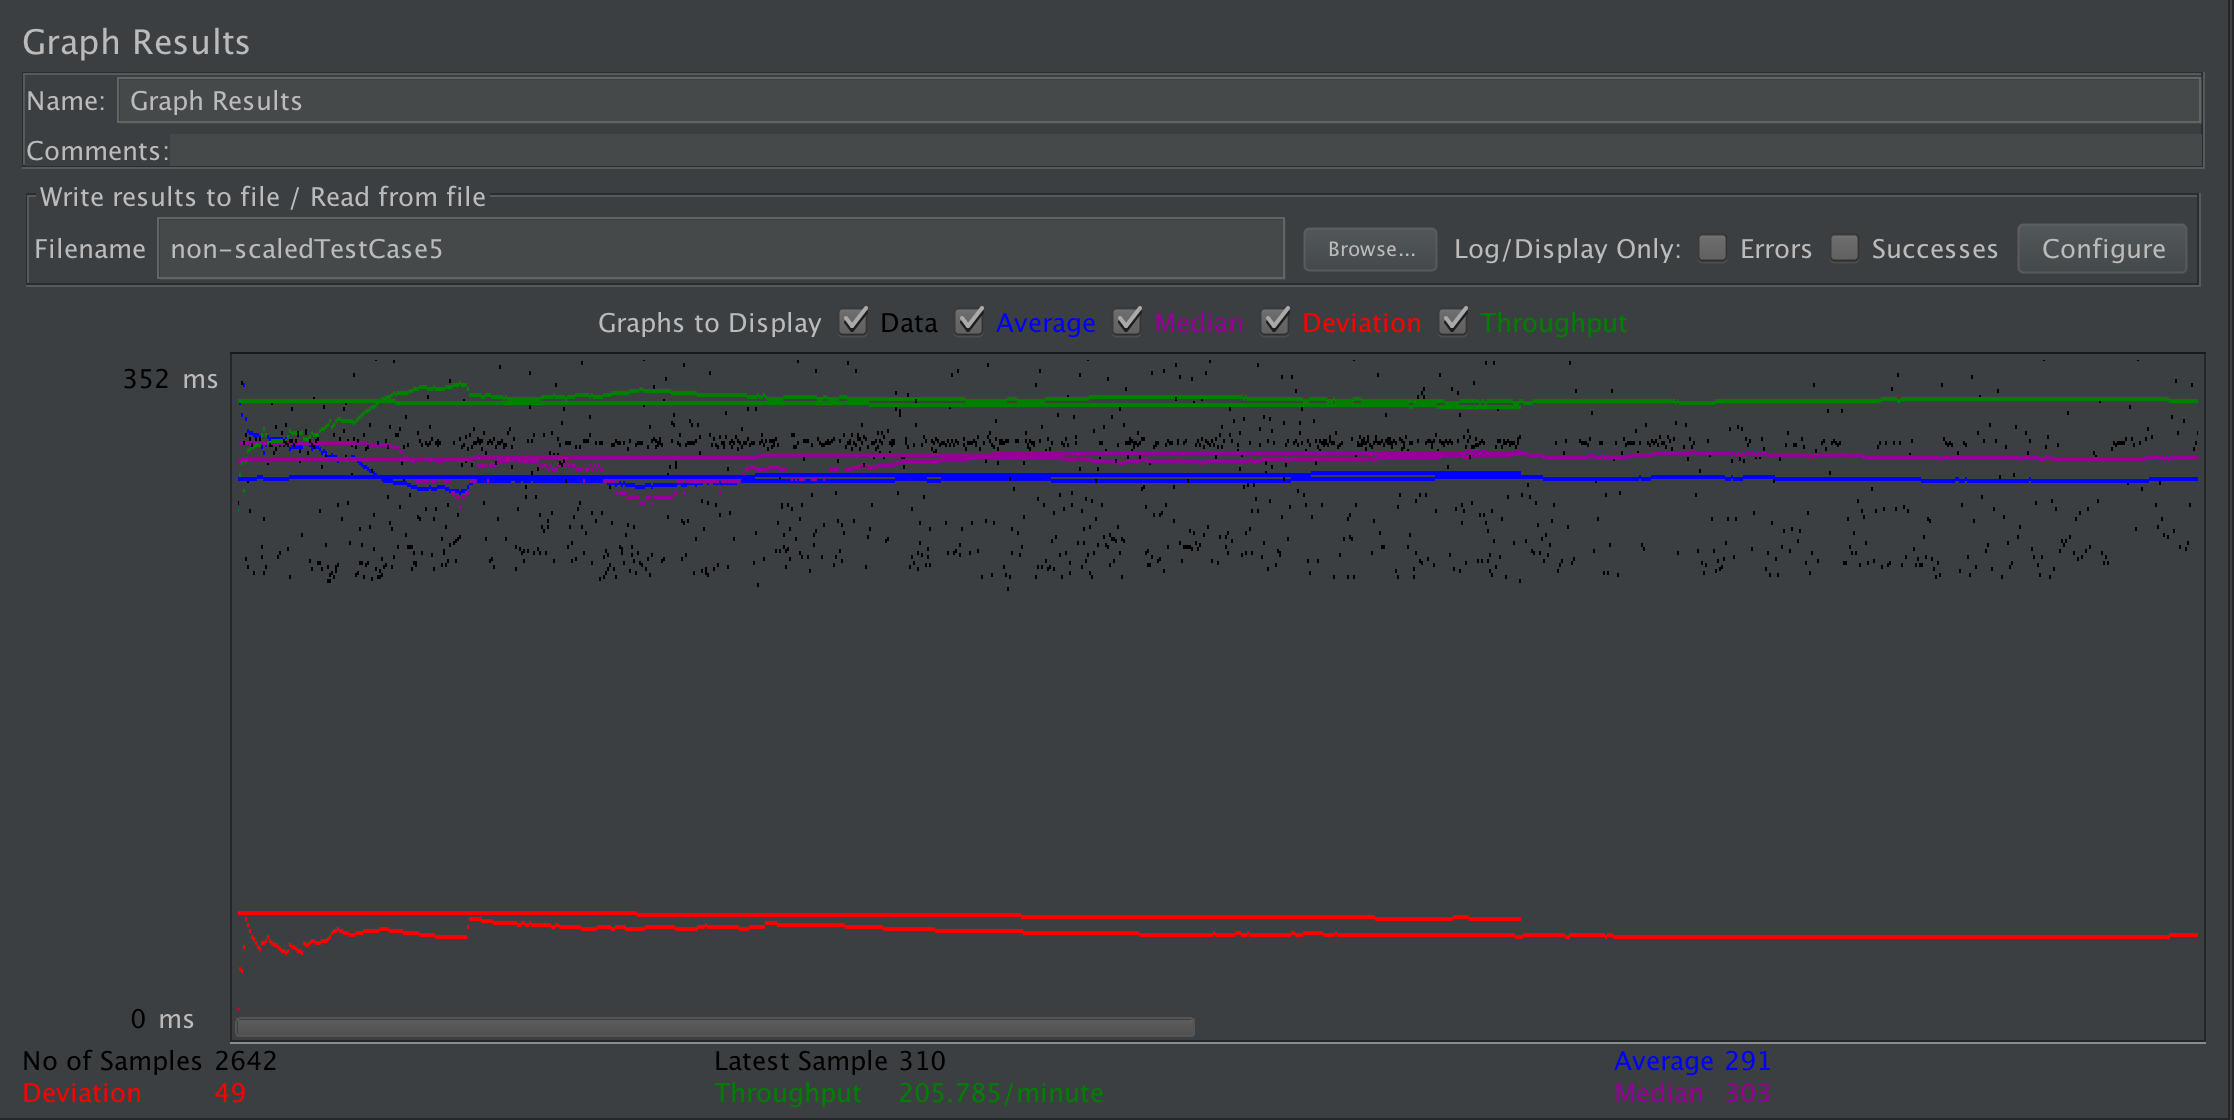 Graph Results
Name: Graph Results
Comments:
Write results to file / Read from file
Filename non-scaledTestCase5 Browse... Log/Display Only: Errors Successes Configure
Graphs to Display Data Average Median Deviation Throughput
352 ms
0 ms
No of Samples 2642 Latest Sample 310 Average 291
Deviation 49 Throughput 205.785/minute Median 303